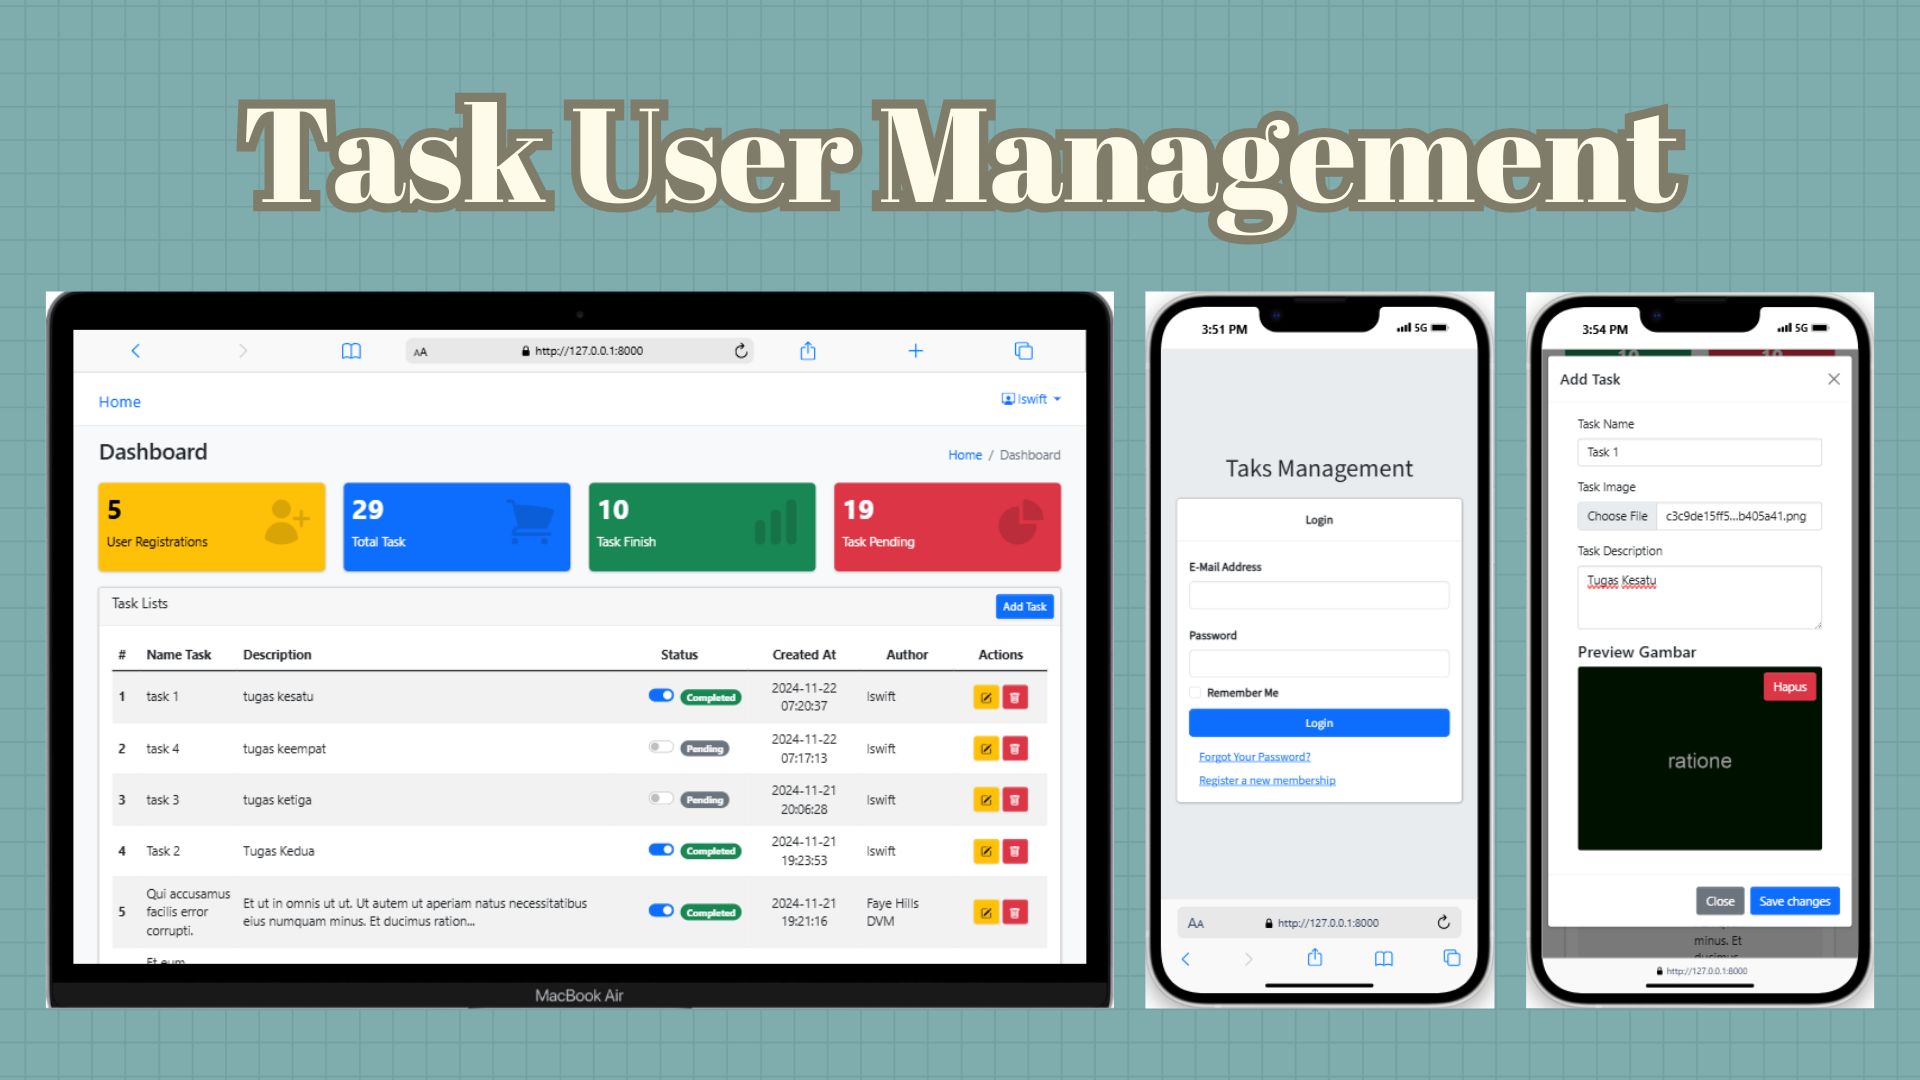 Task User Management
AA http://127.0.0.1:8000
Home Iswift
Dashboard Home / Dashboard
5 29 10 19
User Registrations Total Task Task Finish Task Pending
Task Lists Add Task
# Name Task Description Status Created At Author Actions
1 task 1 tugas kesatu Completed 2024-11-22 07:20:37 Iswift
2 task 4 tugas keempat Pending 2024-11-22 07:17:13 Iswift
3 task 3 tugas ketiga Pending 2024-11-21 20:06:28 Iswift
4 Task 2 Tugas Kedua Completed 2024-11-21 19:23:53 Iswift
5 Qui accusamus facilis error corrupti. Et ut in omnis ut ut. Ut autem ut aperiam natus necessitatibus eius numquam minus. Et ducimus ration... Completed 2024-11-21 19:21:16 Faye Hills DVM
Et eum
MacBook Air
3:51 PM 5G
Taks Management
Login
E-Mail Address
Password
Remember Me
Login
Forgot Your Password?
Register a new membership
AA http://127.0.0.1:8000
3:54 PM 5G
10 19
Add Task
Task Name
Task 1
Task Image
Choose File c3c9de15ff5...b405a41.png
Task Description
Tugas Kesatu
Preview Gambar
Hapus
ratione
Close Save changes
minus. Et
ducimus
http://127.0.0.1:8000